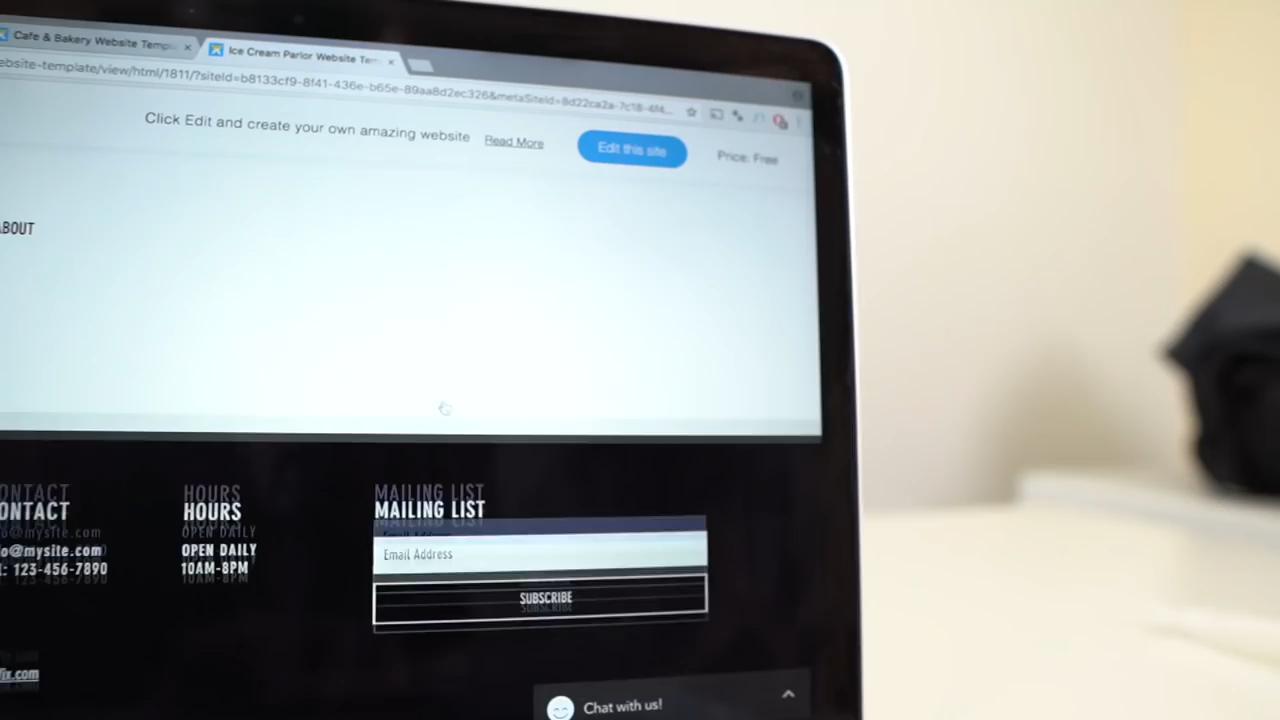 Cafe & Bakery Website Templ
Ice Cream Parlor Website Tem
ebsite-template/view/html/1811/?siteId=b8133cf9-8f41-436e-b65e-89aa8d2ec326&metaSiteId=8d22ca2a-7c18-4f4...
Click Edit and create your own amazing website Read More Edit this site Price: Free
ABOUT
ONTACT
HOURS
MAILING LIST
fo@mysite.com
l: 123-456-7890
OPEN DAILY
10AM-8PM
Email Address
SUBSCRIBE
ix.com
Chat with us!